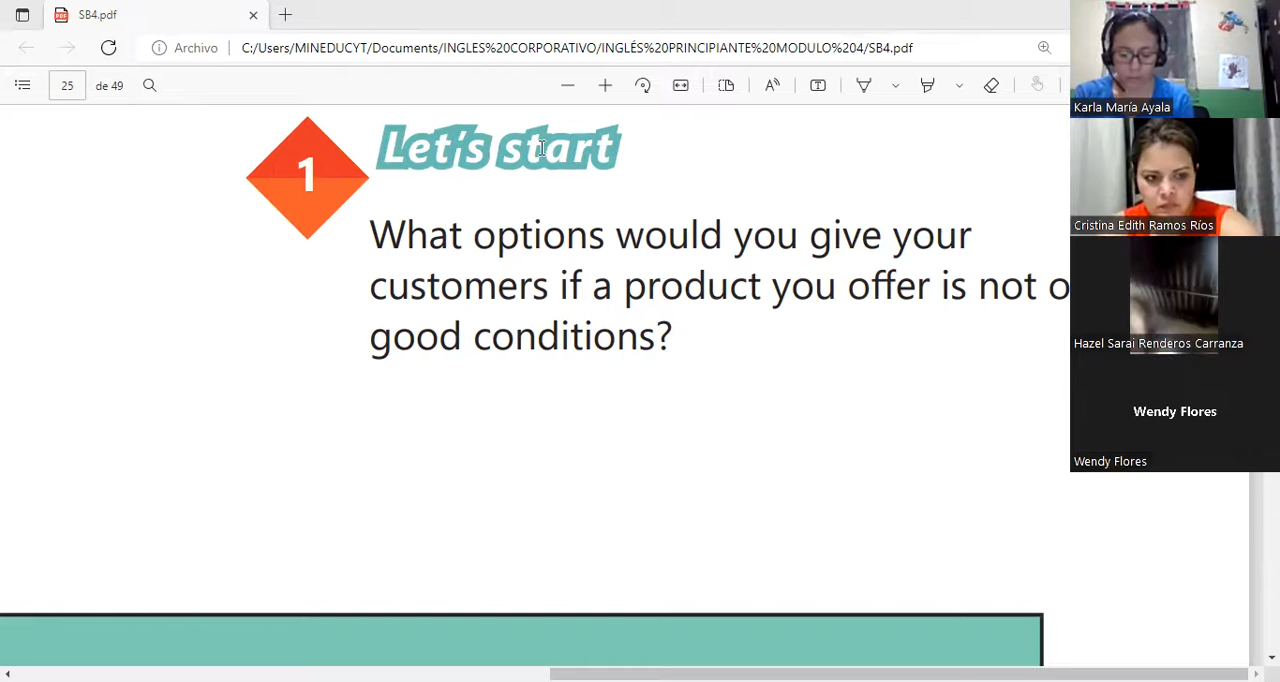 SB4.pdf
Archivo
C:/Users/MINEDUCYT/Documents/INGLES%20CORPORATIVO/INGLÉS%20PRINCIPIANTE%20MODULO%204/SB4.pdf
25
de 49
1
Let's start
What options would you give your
customers if a product you offer is not o
good conditions?
Karla María Ayala
Cristina Edith Ramos Ríos
Hazel Sarai Renderos Carranza
Wendy Flores
Wendy Flores